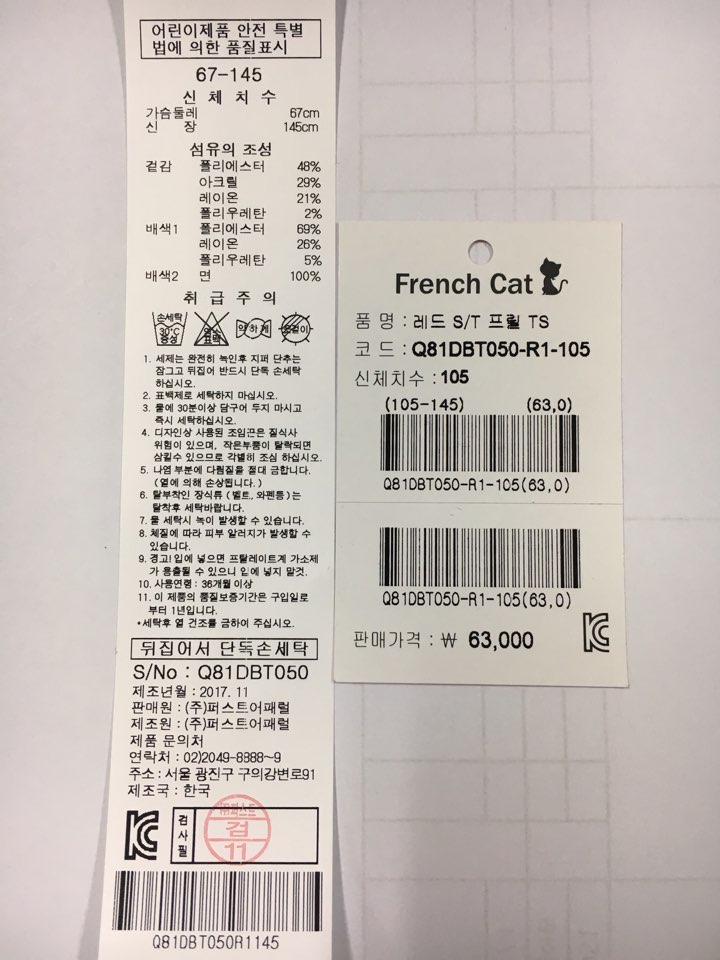 어린이제품 안전 특별
법에 의한 품질표시
67-145
신 체 치 수
가슴둘레 67cm
신 장 145cm
섬유의 조성
겉감 폴리에스터 48%
아크릴 29%
레이온 21%
폴리우레탄 2%
배색1 폴리에스터 69%
레이온 26%
폴리우레탄 5%
배색2 면 100%
취 급 주 의
손세탁 30℃ 중성 염소 표백 약하게 옷걸이
1. 세제는 완전히 녹인후 지퍼 단추는
잠그고 뒤집어 반드시 단독 손세탁
하십시오.
2. 표백제로 세탁하지 마십시오.
3. 물에 30분이상 담구어 두지 마시고
즉시 세탁하십시오.
4. 디자인상 사용된 조임끈은 질식사
위험이 있으며, 작은부품이 탈락되면
삼킬수 있으므로 각별히 조심 하십시오.
5. 나염 부분에 다림질을 절대 금합니다.
(열에 의해 손상됩니다.)
6. 탈부착인 장식류(벨트, 와펜등)는
탈착후 세탁바랍니다.
7. 물 세탁시 녹이 발생할 수 있습니다.
8. 체질에 따라 피부 알러지가 발생할 수
있습니다.
9. 경고! 입에 넣으면 프탈레이트계 가소제
가 용출될 수 있으니 입에 넣지 말것.
10. 사용연령 : 36개월 이상
11. 이 제품의 품질보증기간은 구입일로
부터 1년입니다.
*세탁후 열 건조를 금하여 주십시오.
뒤집어서 단독손세탁
S/No : Q81DBT050
제조년월 : 2017. 11
판매원 : (주)퍼스트어패럴
제조원 : (주)퍼스트어패럴
제품 문의처
연락처 : 02)2049-8888~9
주소 : 서울 광진구 구의강변로91
제조국 : 한국
KC 검사필 (주)퍼스트 검 11
Q81DBT050R1145
French Cat
품 명 : 레드 S/T 프릴 TS
코 드 : Q81DBT050-R1-105
신체치수 : 105
(105-145) (63,0)
Q81DBT050-R1-105(63,0)
Q81DBT050-R1-105(63,0)
판매가격 : ₩ 63,000 KC